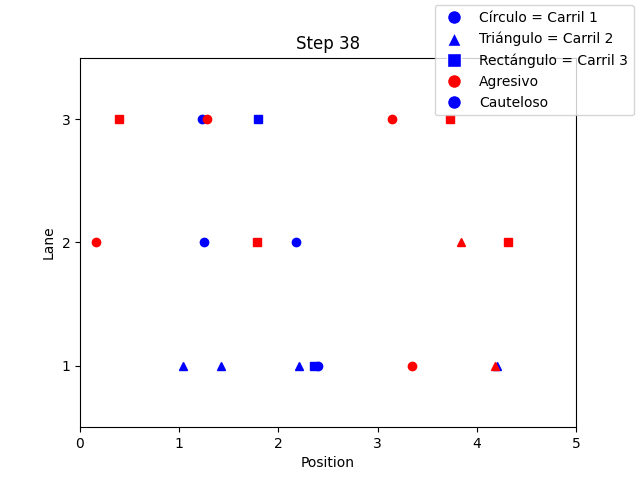 Step 38
Círculo = Carril 1
Triángulo = Carril 2
Rectángulo = Carril 3
Agresivo
Cauteloso
Lane
3
2
1
0 1 2 3 4 5
Position